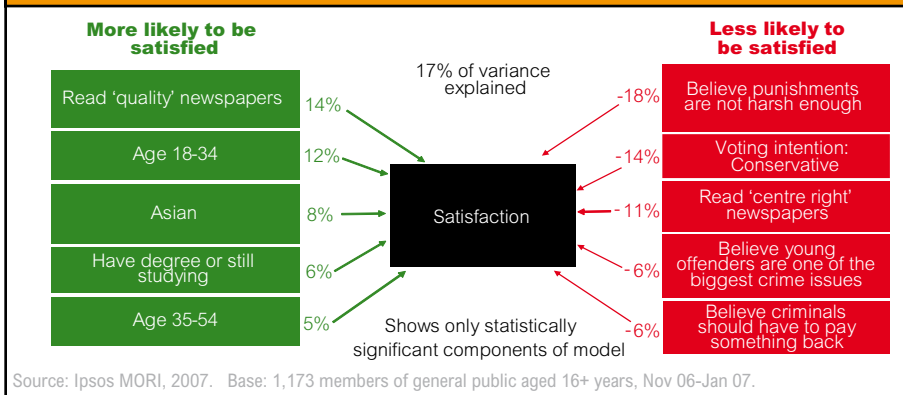 More likely to be
satisfied
Less likely to
be satisfied
17% of variance
explained
Read ‘quality’ newspapers
14%
Age 18-34
12%
Asian
8%
Have degree or still
studying
6%
Age 35-54
5%
Satisfaction
-18%
Believe punishments
are not harsh enough
-14%
Voting intention:
Conservative
-11%
Read ‘centre right’
newspapers
-6%
Believe young
offenders are one of the
biggest crime issues
-6%
Believe criminals
should have to pay
something back
Shows only statistically
significant components of model
Source: Ipsos MORI, 2007. Base: 1,173 members of general public aged 16+ years, Nov 06-Jan 07.